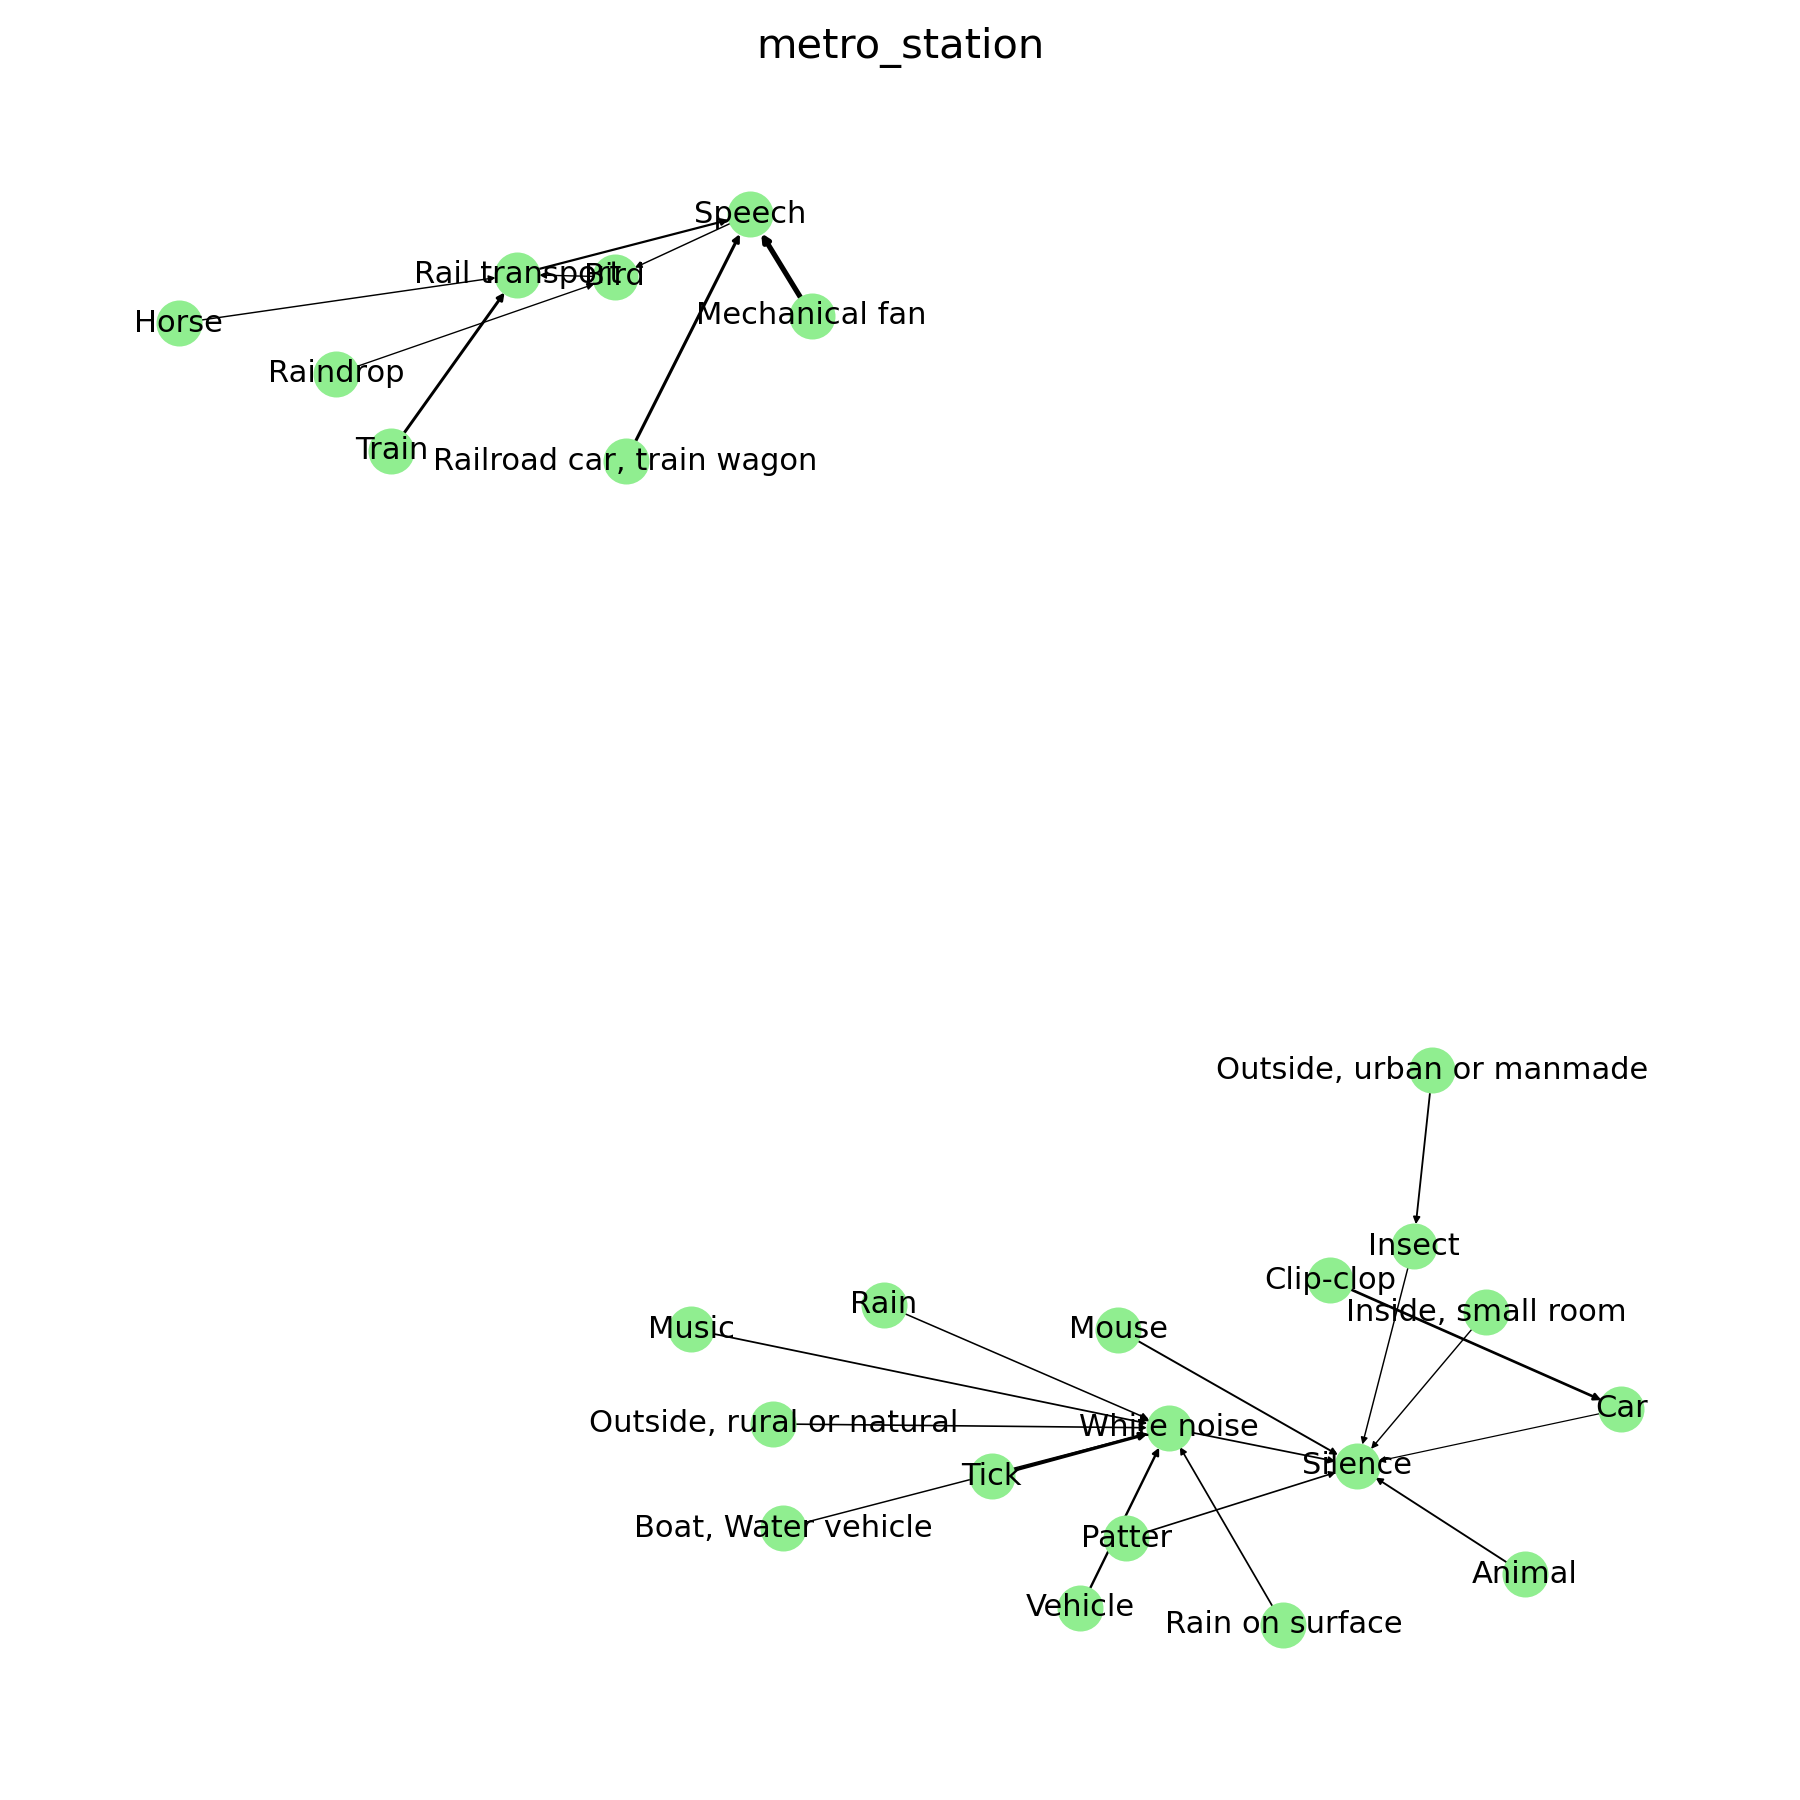 metro_station
Speech
Rail transport
Bird
Mechanical fan
Horse
Raindrop
Train
Railroad car, train wagon
Outside, urban or manmade
Insect
Clip-clop
Inside, small room
Rain
Music
Mouse
Car
Outside, rural or natural
White noise
Silence
Tick
Boat, Water vehicle
Patter
Animal
Vehicle
Rain on surface